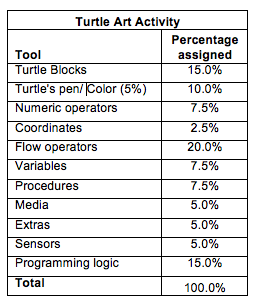 Turtle Art Activity
Tool Percentage assigned
Turtle Blocks 15.0%
Turtle's pen/ Color (5%) 10.0%
Numeric operators 7.5%
Coordinates 2.5%
Flow operators 20.0%
Variables 7.5%
Procedures 7.5%
Media 5.0%
Extras 5.0%
Sensors 5.0%
Programming logic 15.0%
Total 100.0%